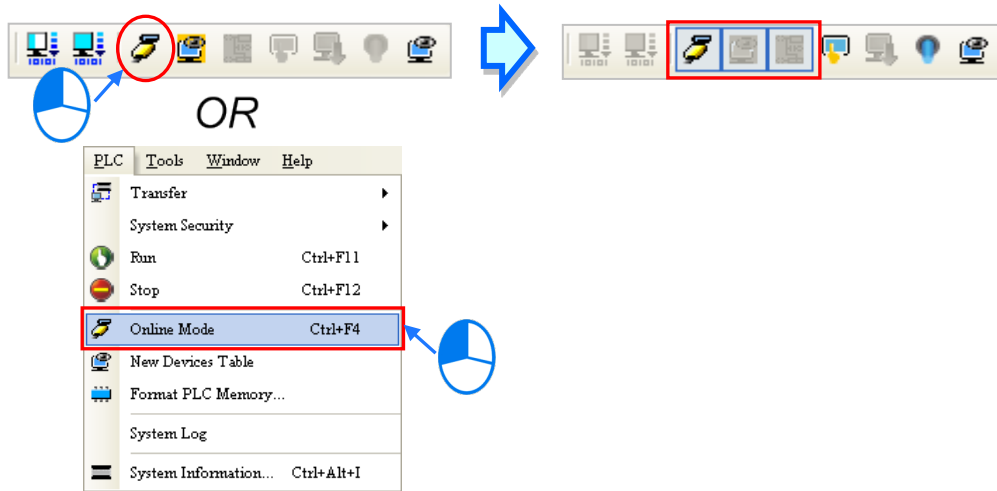 OR
PLC Tools Window Help
Transfer
System Security
Run Ctrl+F11
Stop Ctrl+F12
Online Mode Ctrl+F4
New Devices Table
Format PLC Memory...
System Log
System Information... Ctrl+Alt+I